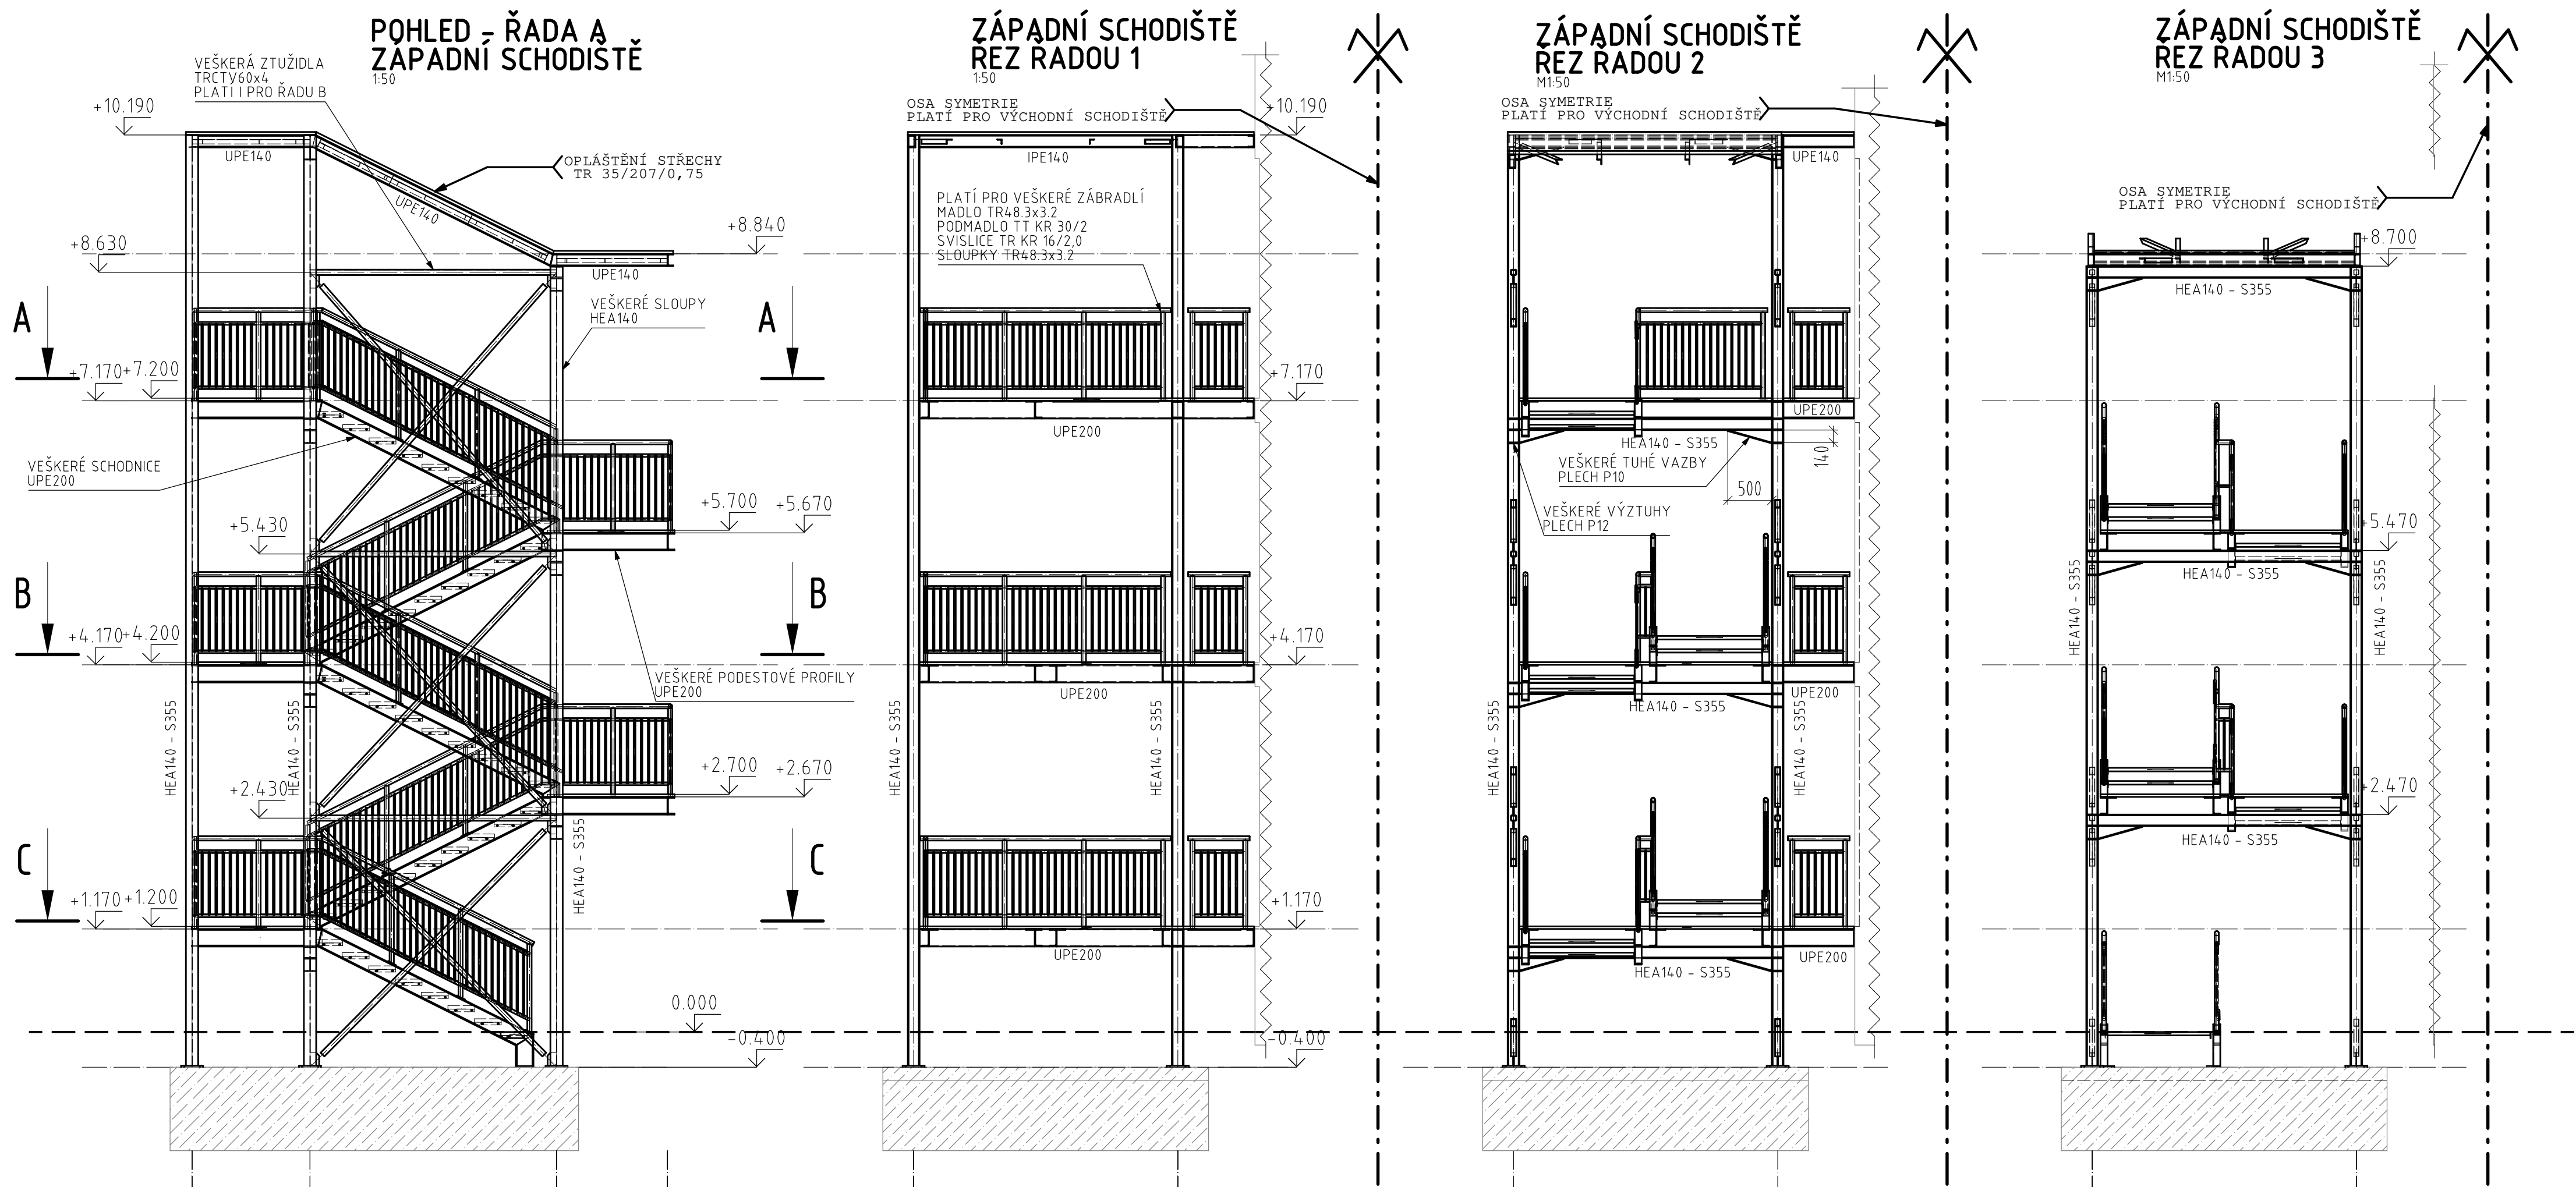 POHLED - ŘADA A
ZÁPADNÍ SCHODIŠTĚ
1:50
VEŠKERÁ ZTUŽIDLA
TRCTV60x4
PLATÍ I PRO ŘADU B
+10.190
UPE140
OPLÁŠTĚNÍ STŘECHY
TR 35/207/0,75
UPE140
+8.840
+8.630
UPE140
VEŠKERÉ SLOUPY
HEA140
A
A
+7.170
+7.200
VEŠKERÉ SCHODNICE
UPE200
+5.700
+5.670
+5.430
B
B
+4.170
+4.200
VEŠKERÉ PODESTOVÉ PROFILY
UPE200
HEA140 - S355
HEA140 - S355
+2.700
+2.670
+2.430
HEA140 - S355
C
C
+1.170
+1.200
0.000
-0.400
ZÁPADNÍ SCHODIŠTĚ
ŘEZ ŘADOU 1
1:50
OSA SYMETRIE
PLATÍ PRO VÝCHODNÍ SCHODIŠTĚ
+10.190
IPE140
PLATÍ PRO VEŠKERÉ ZÁBRADLÍ
MADLO TR48.3x3.2
PODMADLO TT KR 30/2
SVISLICE TR KR 16/2,0
SLOUPKY TR48.3x3.2
+7.170
UPE200
+4.170
UPE200
HEA140 - S355
HEA140 - S355
+1.170
UPE200
-0.400
ZÁPADNÍ SCHODIŠTĚ
ŘEZ ŘADOU 2
M1:50
OSA SYMETRIE
PLATÍ PRO VÝCHODNÍ SCHODIŠTĚ
UPE140
UPE200
HEA140 - S355
140
VEŠKERÉ TUHÉ VAZBY
PLECH P10
500
VEŠKERÉ VÝZTUHY
PLECH P12
UPE200
HEA140 - S355
HEA140 - S355
HEA140 - S355
UPE200
HEA140 - S355
ZÁPADNÍ SCHODIŠTĚ
ŘEZ ŘADOU 3
M1:50
OSA SYMETRIE
PLATÍ PRO VÝCHODNÍ SCHODIŠTĚ
+8.700
HEA140 - S355
+5.470
HEA140 - S355
HEA140 - S355
HEA140 - S355
+2.470
HEA140 - S355